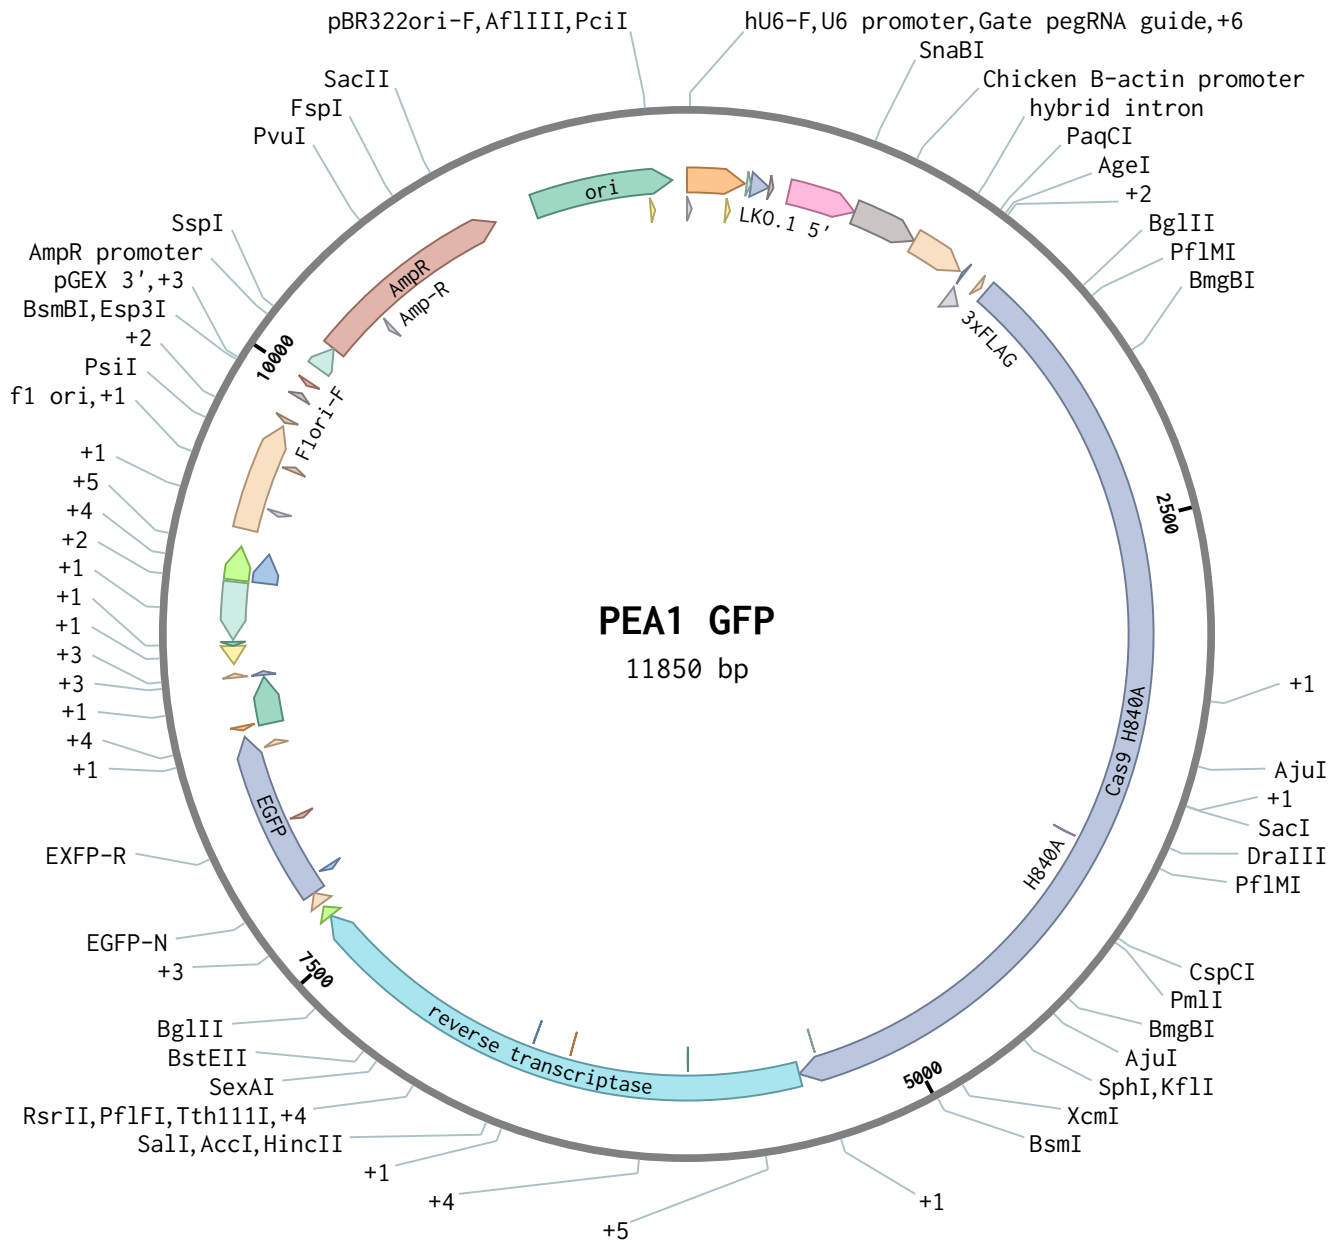 pBR322ori-F,AflIII,PciI
hU6-F,U6 promoter,Gate pegRNA guide,+6
SnaBI
Chicken B-actin promoter
hybrid intron
PaqCI
AgeI
+2
BglII
PflMI
BmgBI
SacII
FspI
PvuI
SspI
AmpR promoter
pGEX 3',+3
BsmBI,Esp3I
+2
PsiI
f1 ori,+1
+1
+5
+4
+2
+1
+1
+1
+3
+3
+1
+4
+1
EXFP-R
EGFP-N
+3
BglII
BstEII
SexAI
RsrII,PflFI,Tth111I,+4
SalI,AccI,HincII
+1
+4
+5
+1
+1
AjuI
+1
SacI
DraIII
PflMI
CspCI
PmlI
BmgBI
AjuI
SphI,KflI
XcmI
BsmI
ori
LKO.1 5'
3xFLAG
AmpR
Amp-R
F1ori-F
10000
2500
5000
7500
Cas9 H840A
H840A
EGFP
reverse transcriptase
PEA1 GFP
11850 bp